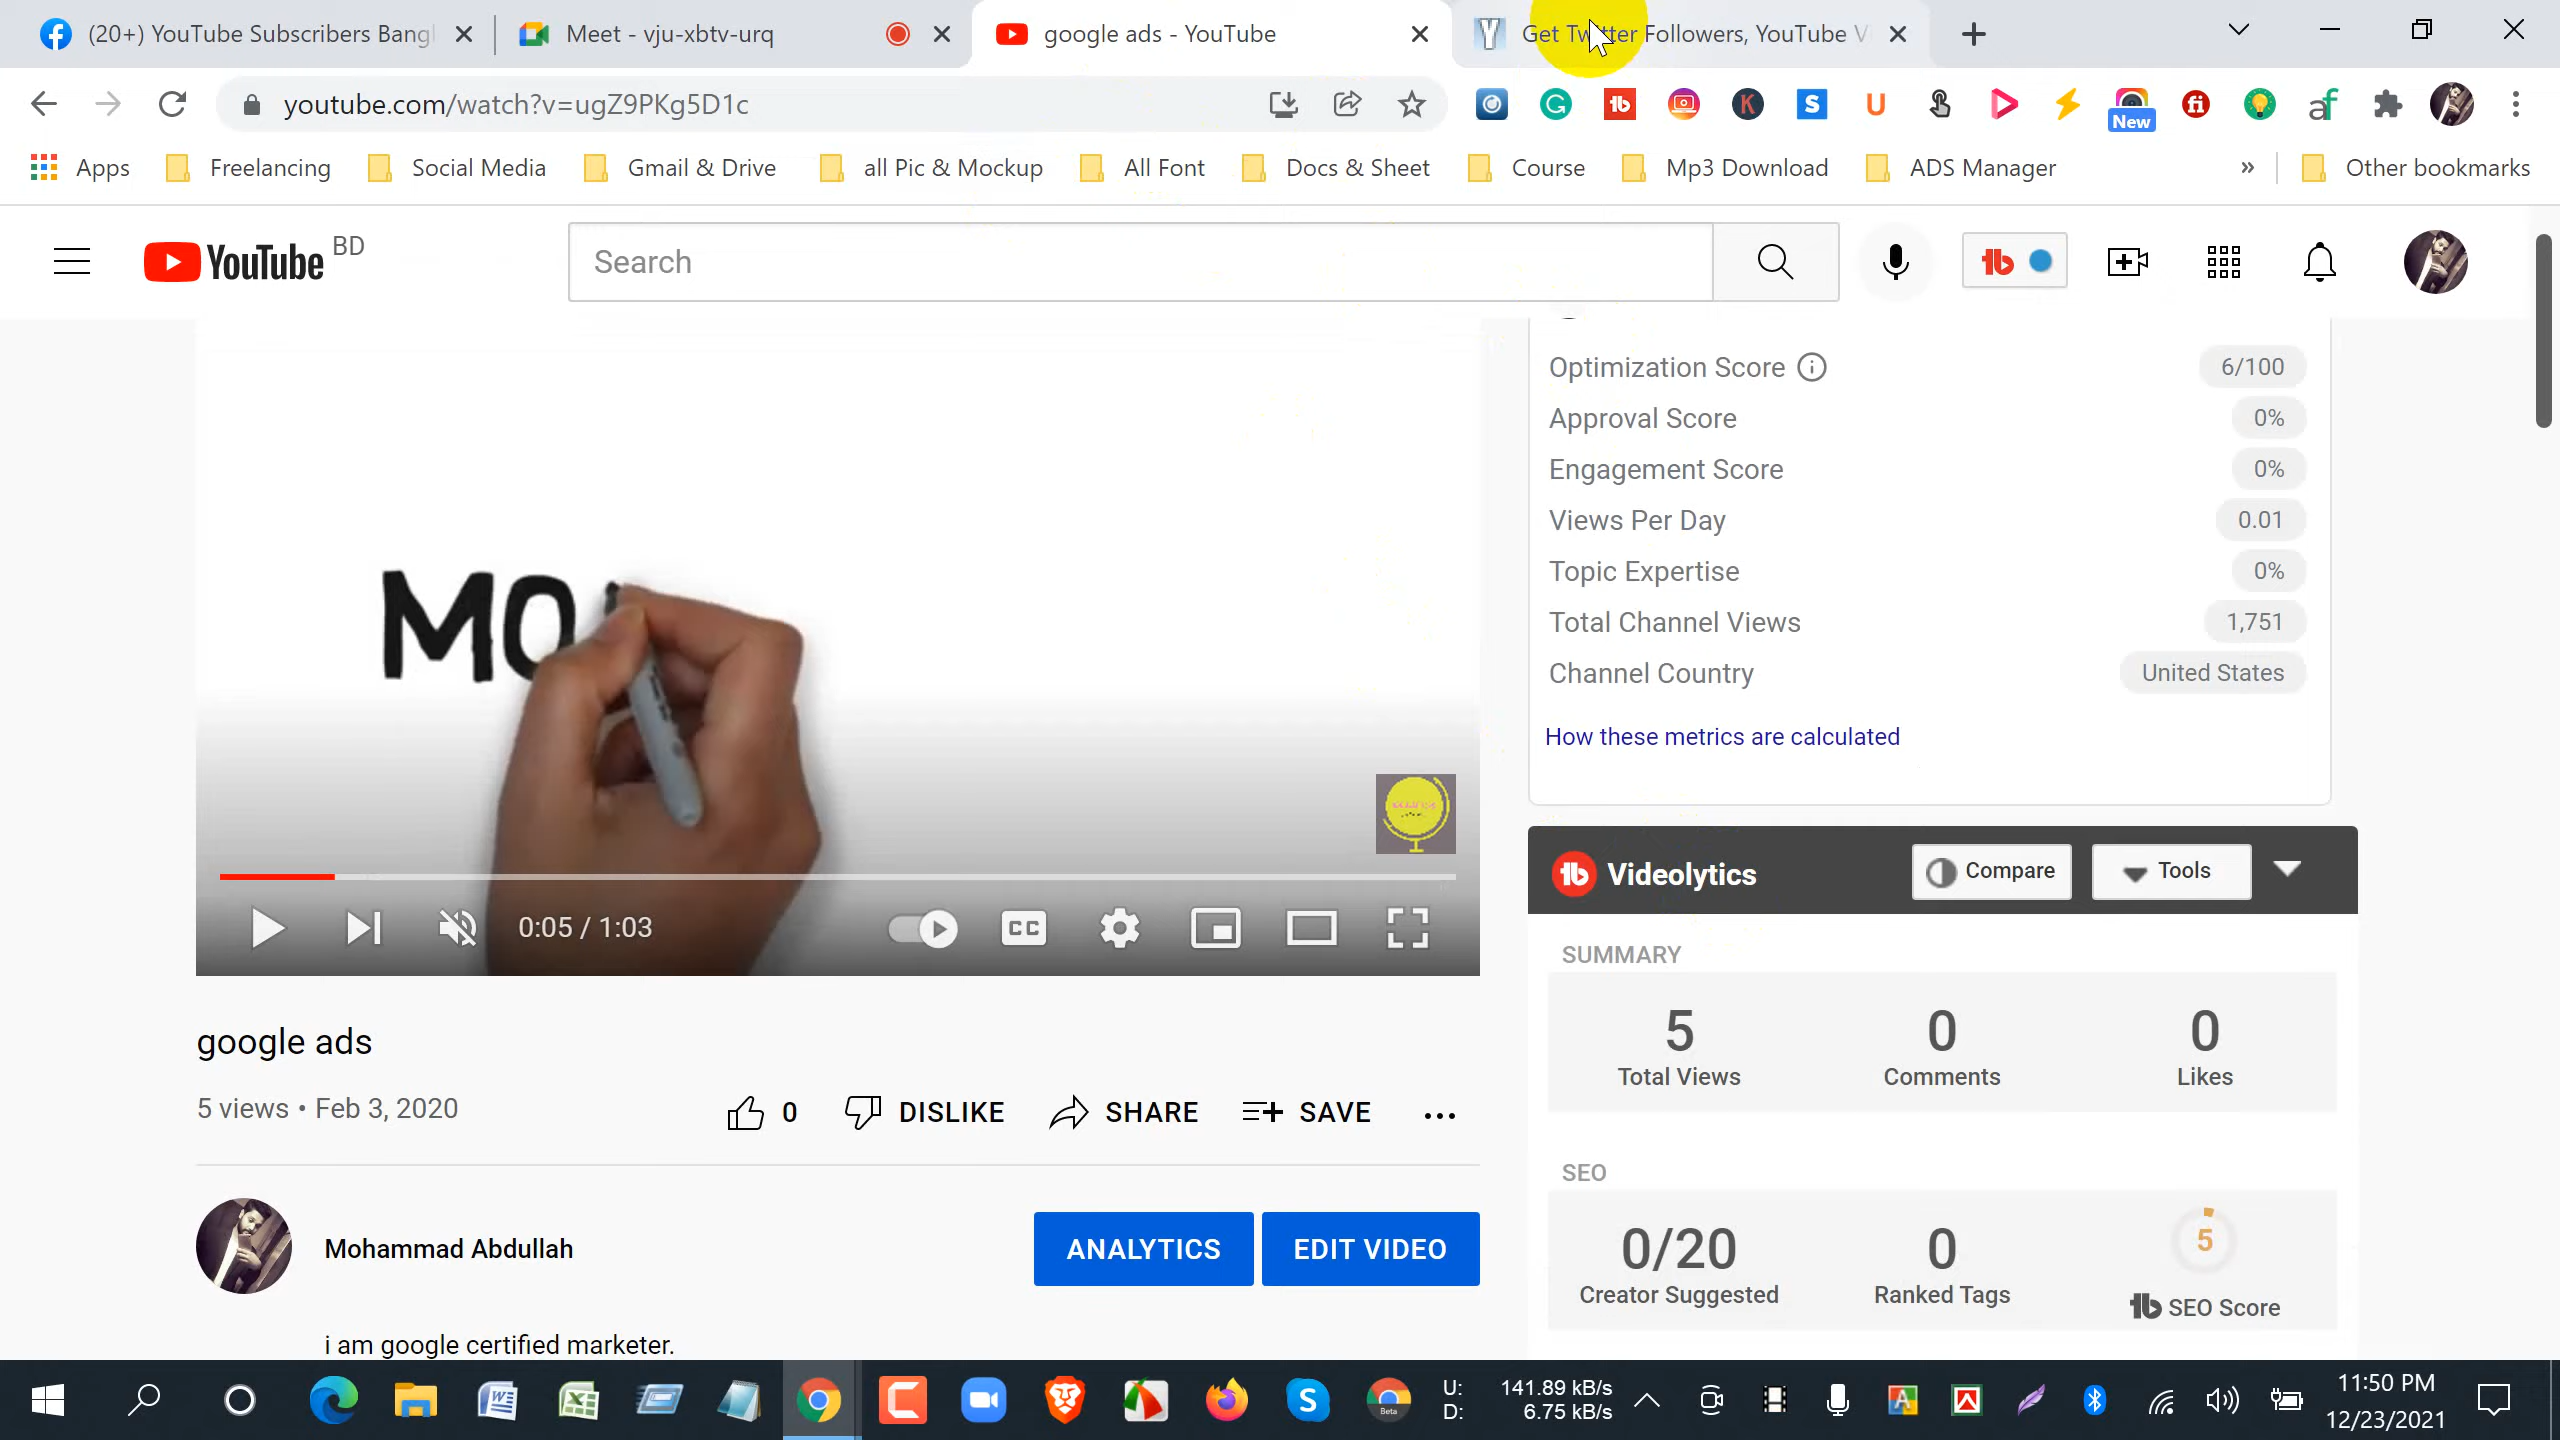 (20+) YouTube Subscribers Bangl
Meet - vju-xbtv-urq
google ads - YouTube
Get Twitter Followers, YouTube V
youtube.com/watch?v=ugZ9PKg5D1c
New
Apps
Freelancing
Social Media
Gmail & Drive
all Pic & Mockup
All Font
Docs & Sheet
Course
Mp3 Download
ADS Manager
»
Other bookmarks
YouTube BD
Search
Optimization Score 6/100
Approval Score 0%
Engagement Score 0%
Views Per Day 0.01
Topic Expertise 0%
Total Channel Views 1,751
Channel Country United States
How these metrics are calculated
MO
0:05 / 1:03
CC
Videolytics
Compare
Tools
SUMMARY
5 0 0
Total Views Comments Likes
google ads
5 views • Feb 3, 2020
0 DISLIKE SHARE SAVE ...
SEO
0/20 0 5
Creator Suggested Ranked Tags SEO Score
Mohammad Abdullah
ANALYTICS
EDIT VIDEO
i am google certified marketer.
U: 141.89 kB/s
D: 6.75 kB/s
11:50 PM
12/23/2021